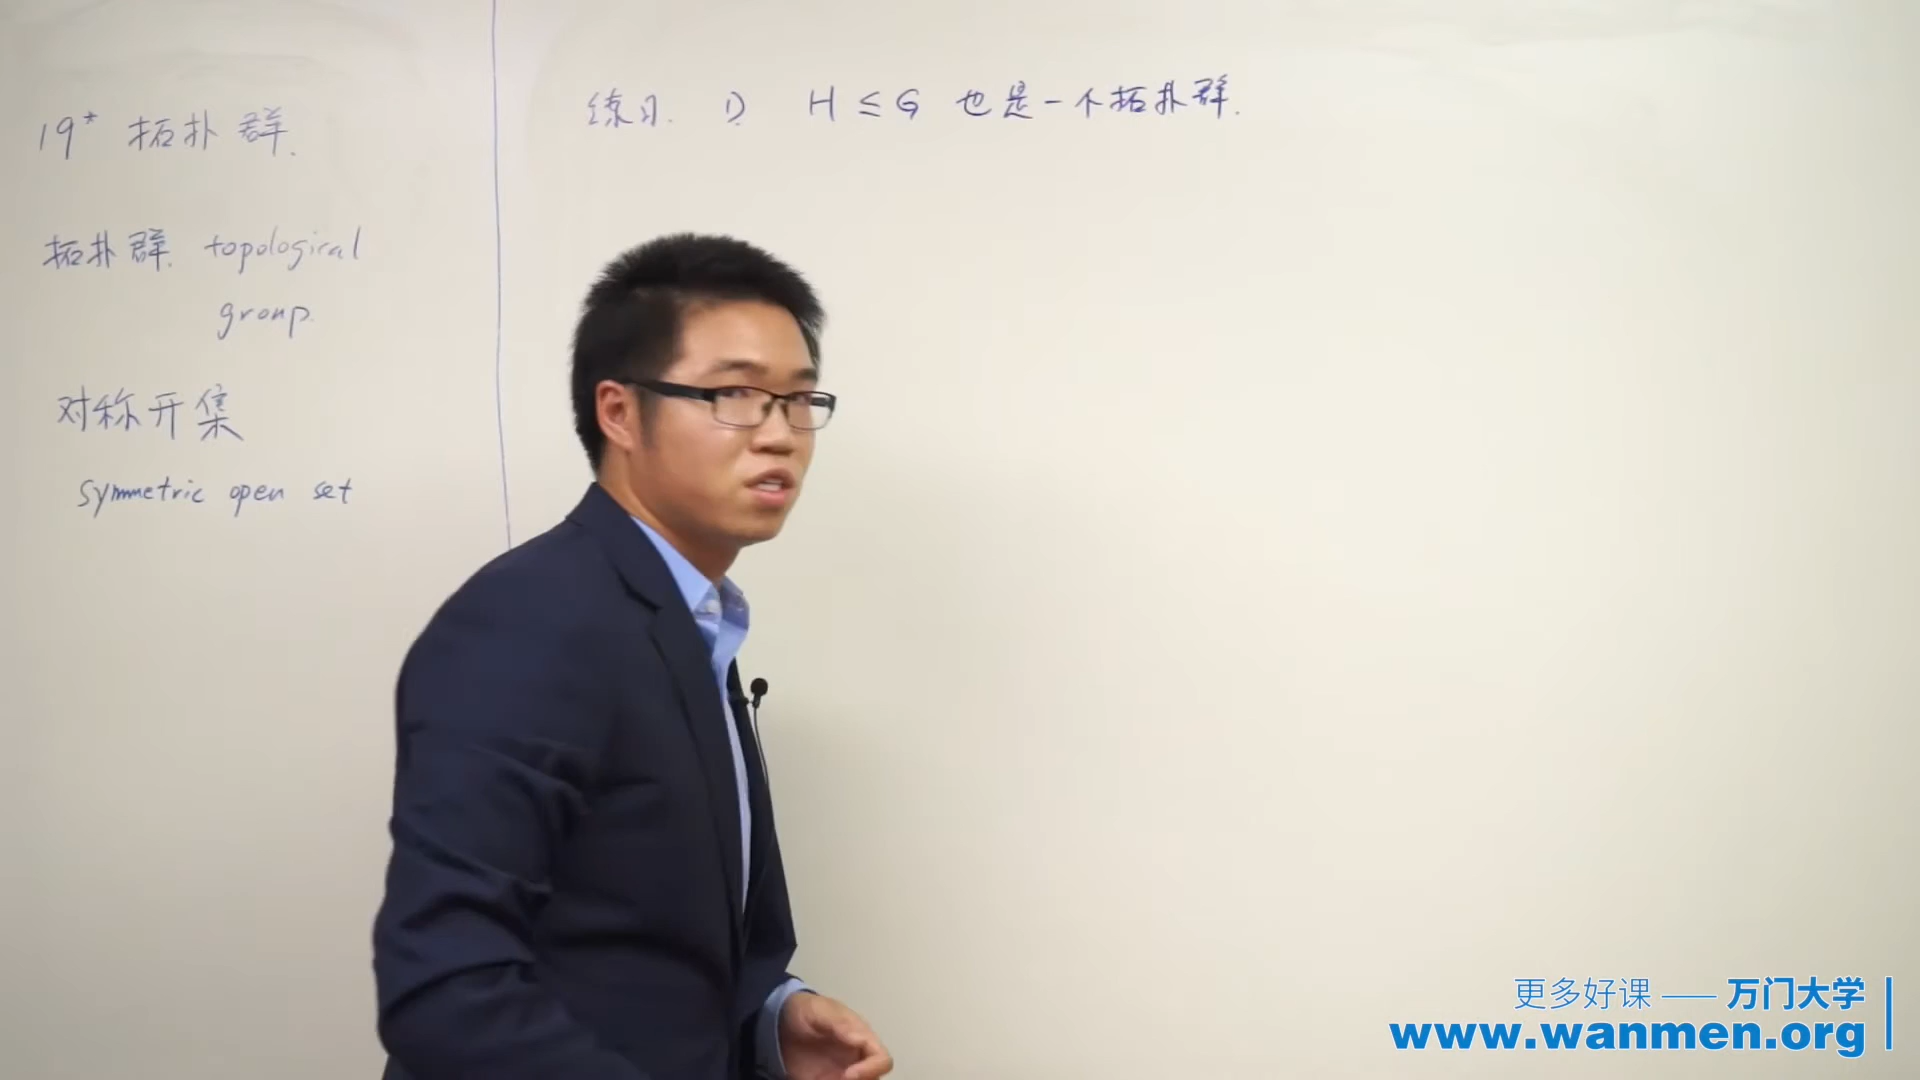 19* 拓扑群.
拓扑群. topological
group.
对称开集
symmetric open set
练习. 1). H ≤ G 也是一个拓扑群.
更多好课 —— 万门大学
www.wanmen.org